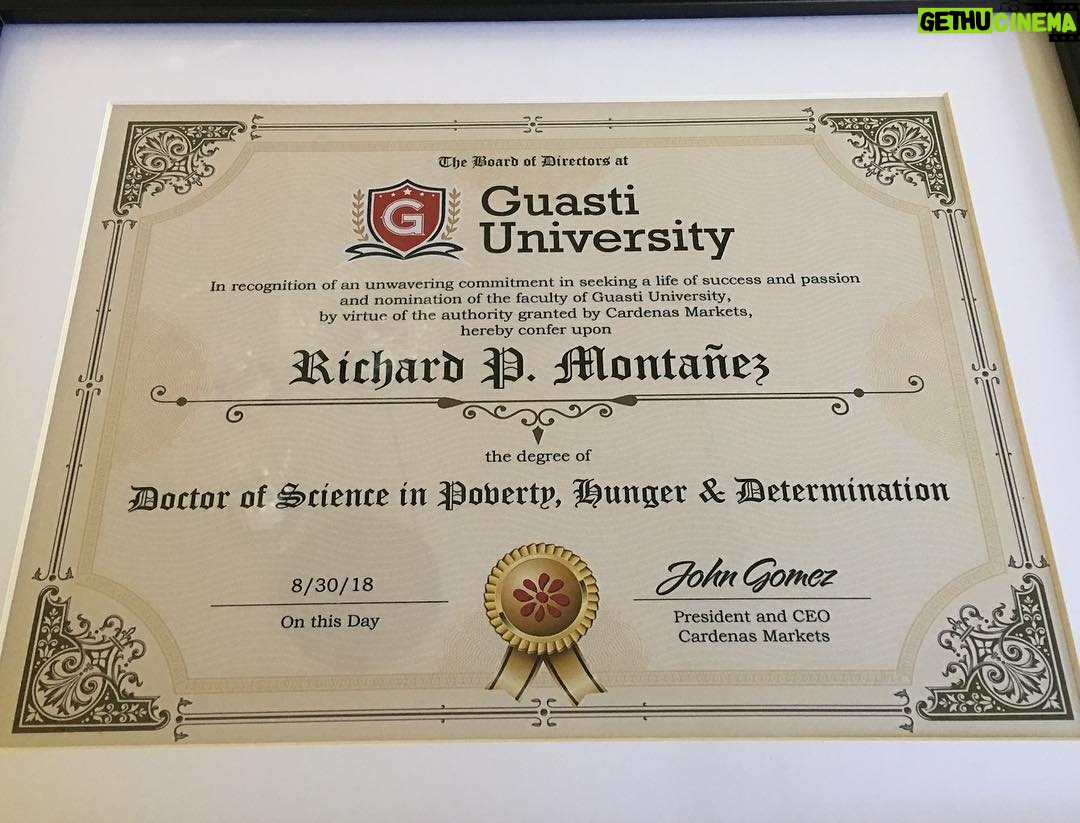 GETHUCINEMA
The Board of Directors at
G
Guasti
University
In recognition of an unwavering commitment in seeking a life of success and passion
and nomination of the faculty of Guasti University,
by virtue of the authority granted by Cardenas Markets,
hereby confer upon
Richard P. Montañez
the degree of
Doctor of Science in Poverty, Hunger & Determination
8/30/18
On this Day
John Gomez
President and CEO
Cardenas Markets